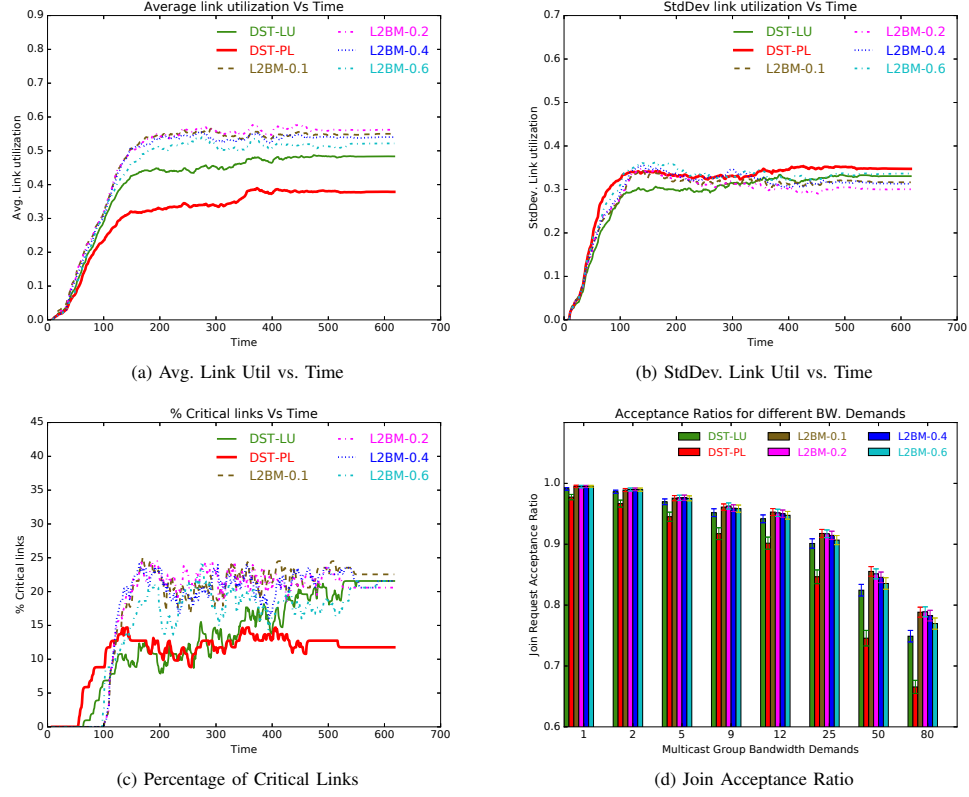 Average link utilization Vs Time
0.9
0.8
0.7
0.6
0.5
0.4
0.3
0.2
0.1
0.0
Avg. Link utilization
DST-LU
DST-PL
L2BM-0.1
L2BM-0.2
L2BM-0.4
L2BM-0.6
0 100 200 300 400 500 600 700
Time
(a) Avg. Link Util vs. Time
StdDev link utilization Vs Time
0.7
0.6
0.5
0.4
0.3
0.2
0.1
0.0
StdDev. Link utilization
DST-LU
DST-PL
L2BM-0.1
L2BM-0.2
L2BM-0.4
L2BM-0.6
0 100 200 300 400 500 600 700
Time
(b) StdDev. Link Util vs. Time
% Critical links Vs Time
45
40
35
30
25
20
15
10
5
0
% Critical links
DST-LU
DST-PL
L2BM-0.1
L2BM-0.2
L2BM-0.4
L2BM-0.6
0 100 200 300 400 500 600 700
Time
(c) Percentage of Critical Links
Acceptance Ratios for different BW. Demands
DST-LU
DST-PL
L2BM-0.1
L2BM-0.2
L2BM-0.4
L2BM-0.6
1.0
0.9
0.8
0.7
0.6
Join Request Acceptance Ratio
1 2 5 9 12 25 50 80
Multicast Group Bandwidth Demands
(d) Join Acceptance Ratio